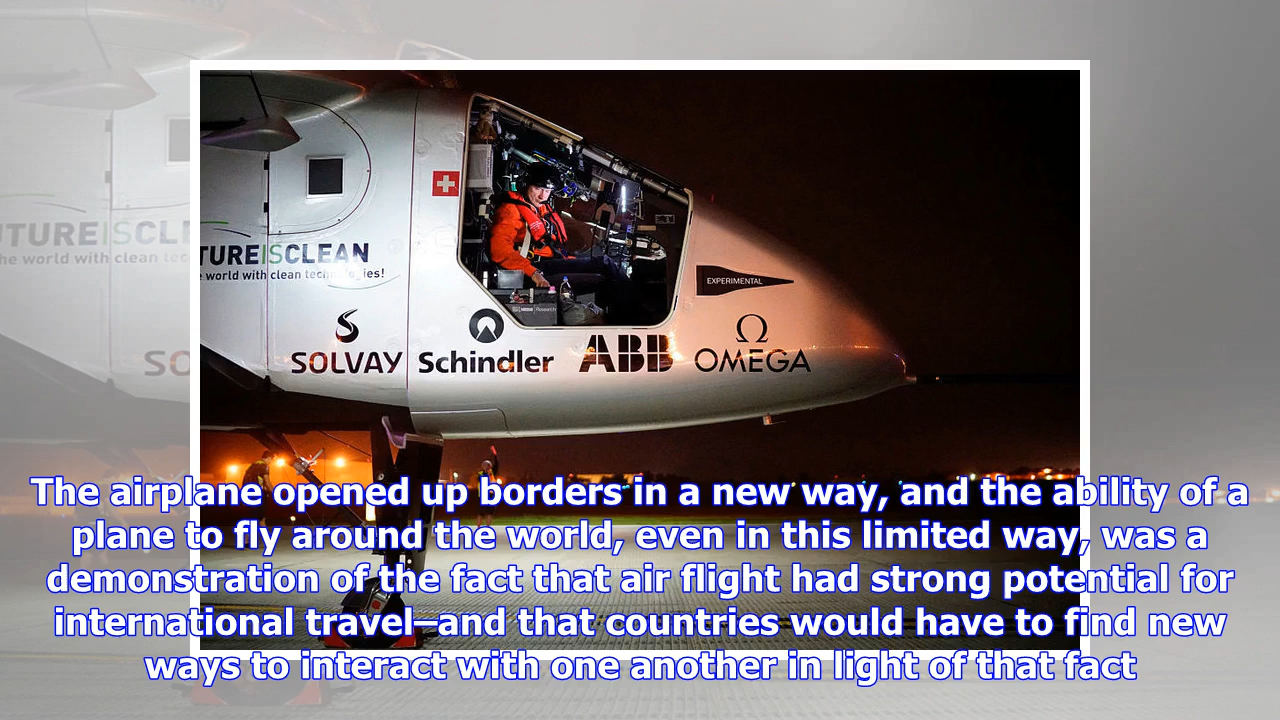 TUREISCLEAN
world with clean
EXPERIMENTAL
SOLVAY
Schindler
ABB
OMEGA
The airplane opened up borders in a new way, and the ability of a
plane to fly around the world, even in this limited way, was a
demonstration of the fact that air flight had strong potential for
international travel—and that countries would have to find new
ways to interact with one another in light of that fact